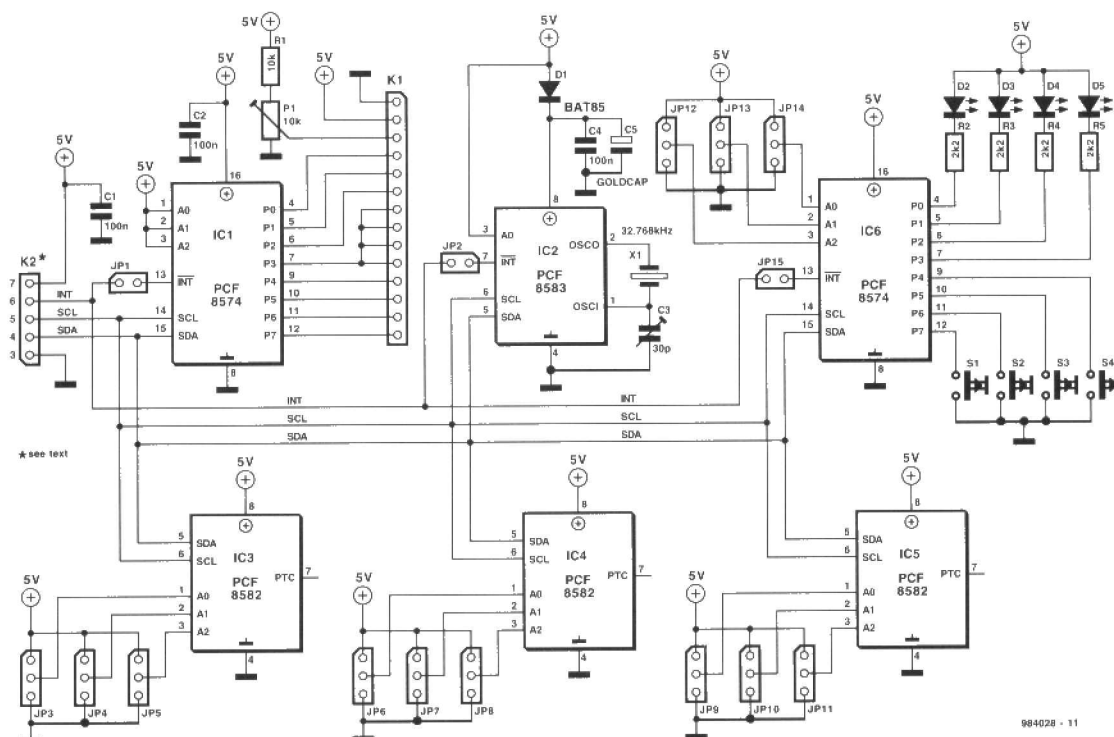 5V
R1
10k
P1
10k
5V
C2
100n
5V
K1
5V
C1
100n
5V
16
1 A0
2 A1
3 A2
IC1
PCF
8574
13 INT
14 SCL
15 SDA
8
P0 4
P1 5
P2 6
P3 7
P4 9
P5 10
P6 11
P7 12
K2*
7
6
5
4
3
INT
SCL
SDA
JP1
5V
D1
BAT85
C4
100n
C5
GOLDCAP
8
3 A0
IC2
PCF
8583
JP2
7 INT
6 SCL
5 SDA
4
OSCO 2
OSCI 1
32.768kHz
X1
C3
30p
5V
JP12
JP13
JP14
5V
16
1 A0
2 A1
3 A2
IC6
PCF
8574
JP15
13 INT
14 SCL
15 SDA
8
P0 4
P1 5
P2 6
P3 7
P4 9
P5 10
P6 11
P7 12
5V
D2
D3
D4
D5
R2
R3
R4
R5
2k2
2k2
2k2
2k2
S1
S2
S3
S4
INT
SCL
SDA
INT
SCL
SDA
* see text
5V
8
5 SDA
6 SCL
IC3
PCF
8582
PTC 7
1 A0
2 A1
3 A2
4
5V
JP3
JP4
JP5
5V
8
5 SDA
6 SCL
IC4
PCF
8582
PTC 7
1 A0
2 A1
3 A2
4
5V
JP6
JP7
JP8
5V
8
5 SDA
6 SCL
IC5
PCF
8582
PTC 7
1 A0
2 A1
3 A2
4
5V
JP9
JP10
JP11
984028 - 11